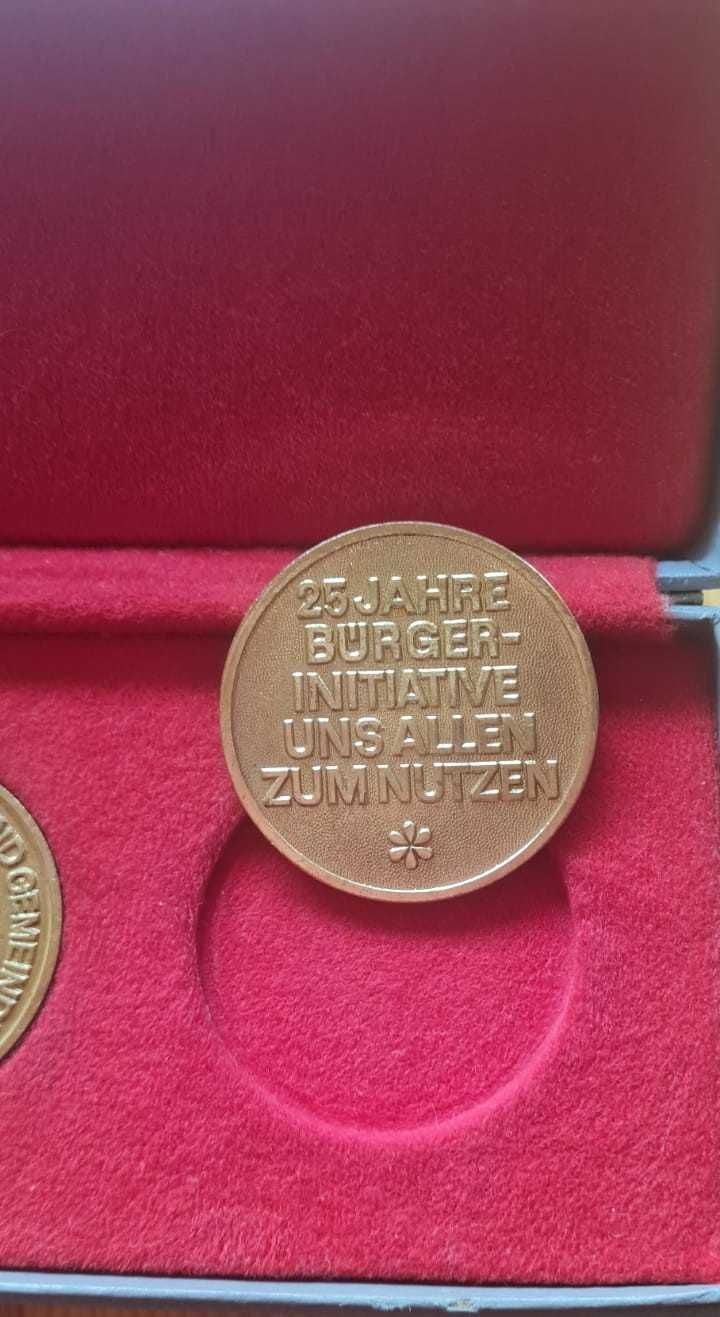 25 JAHRE
BÜRGER-
INITIATIVE
UNS ALLEN
ZUM NUTZEN